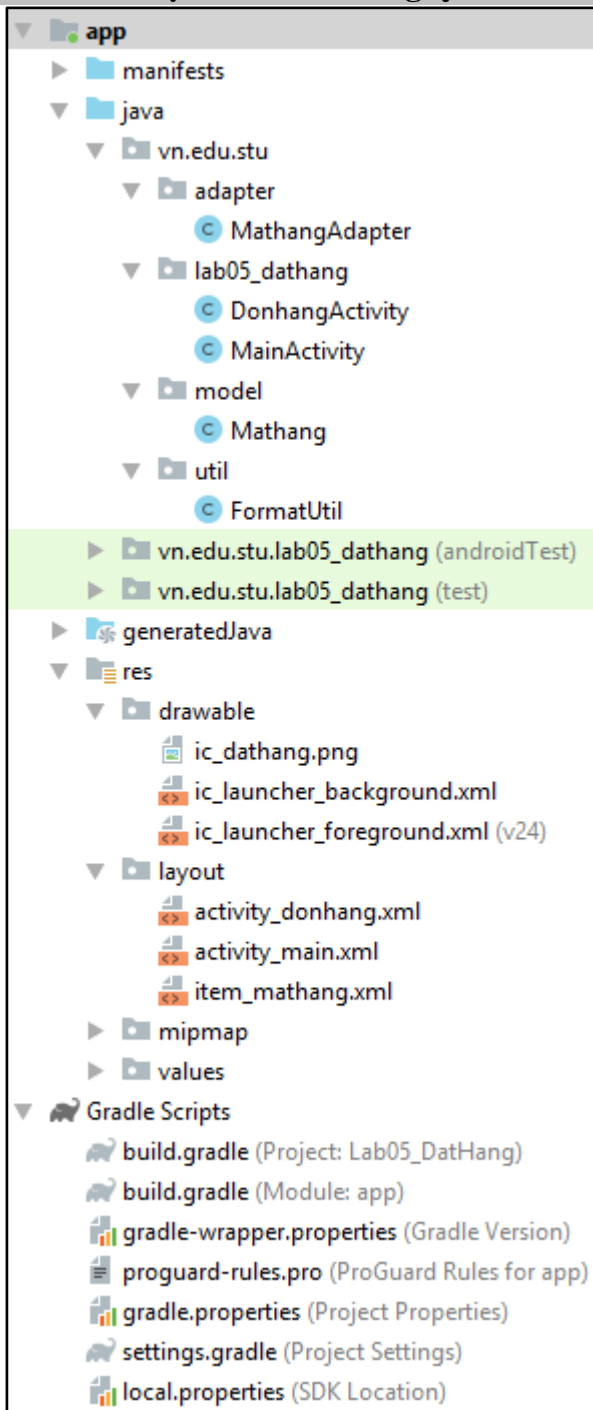 app
manifests
java
vn.edu.stu
adapter
MathangAdapter
lab05_dathang
DonhangActivity
MainActivity
model
Mathang
util
FormatUtil
vn.edu.stu.lab05_dathang (androidTest)
vn.edu.stu.lab05_dathang (test)
generatedJava
res
drawable
ic_dathang.png
ic_launcher_background.xml
ic_launcher_foreground.xml (v24)
layout
activity_donhang.xml
activity_main.xml
item_mathang.xml
mipmap
values
Gradle Scripts
build.gradle (Project: Lab05_DatHang)
build.gradle (Module: app)
gradle-wrapper.properties (Gradle Version)
proguard-rules.pro (ProGuard Rules for app)
gradle.properties (Project Properties)
settings.gradle (Project Settings)
local.properties (SDK Location)